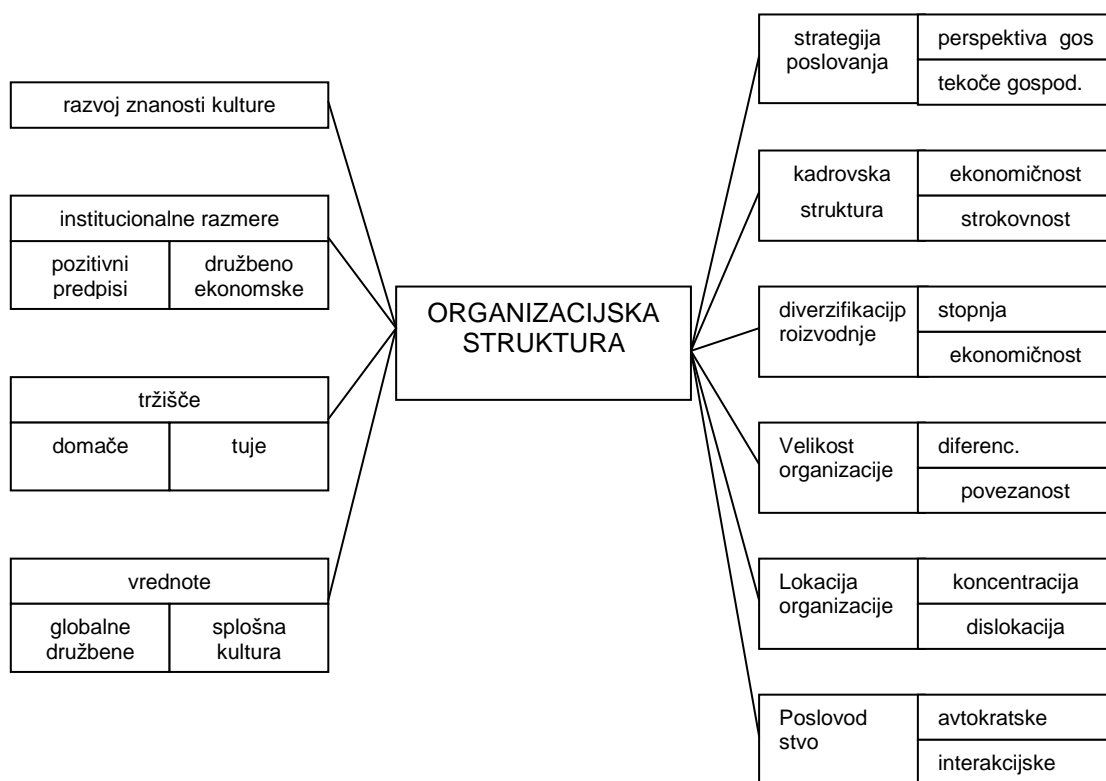 razvoj znanosti kulture
institucionalne razmere
pozitivni
predpisi
družbeno
ekonomske
tržišče
domače
tuje
vrednote
globalne
družbene
splošna
kultura
ORGANIZACIJSKA
STRUKTURA
strategija
poslovanja
perspektiva gos
tekoče gospod.
kadrovska
struktura
ekonomičnost
strokovnost
diverzifikacijp
roizvodnje
stopnja
ekonomičnost
Velikost
organizacije
diferenc.
povezanost
Lokacija
organizacije
koncentracija
dislokacija
Poslovod
stvo
avtokratske
interakcijske